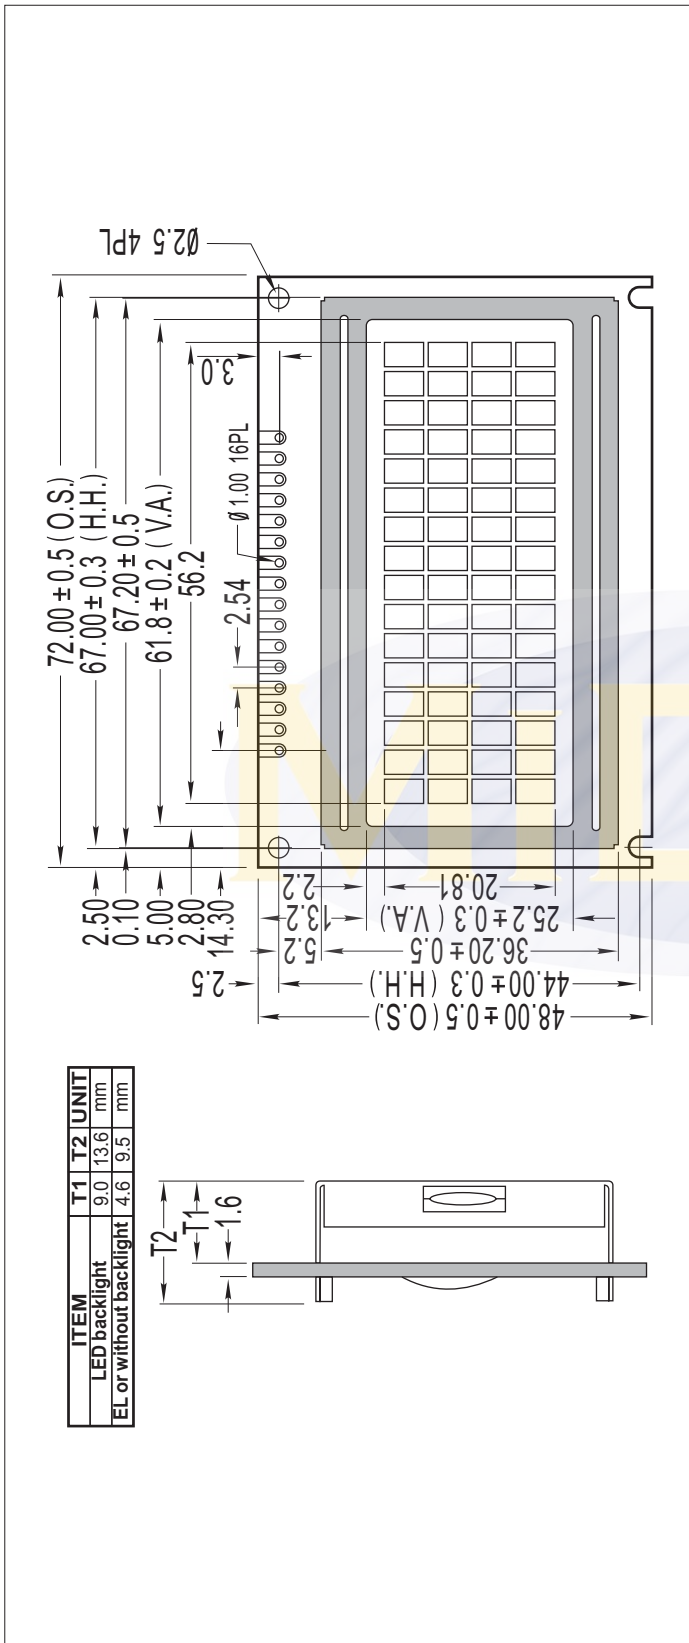 Ø2.5 4PL
72.00 ± 0.5 (O.S.)
67.00 ± 0.3 (H.H.)
67.20 ± 0.5
61.8 ± 0.2 (V.A.)
56.2
3.0
Ø 1.00 16PL
2.54
2.50
0.10
5.00
2.80
14.30
2.2
20.81
13.2
25.2 ± 0.3 (V.A.)
5.2
36.20 ± 0.5
2.5
44.00 ± 0.3 (H.H.)
48.00 ± 0.5 (O.S.)
ITEM T1 T2 UNIT
LED backlight 9.0 13.6 mm
EL or without backlight 4.6 9.5 mm
T2
T1
1.6